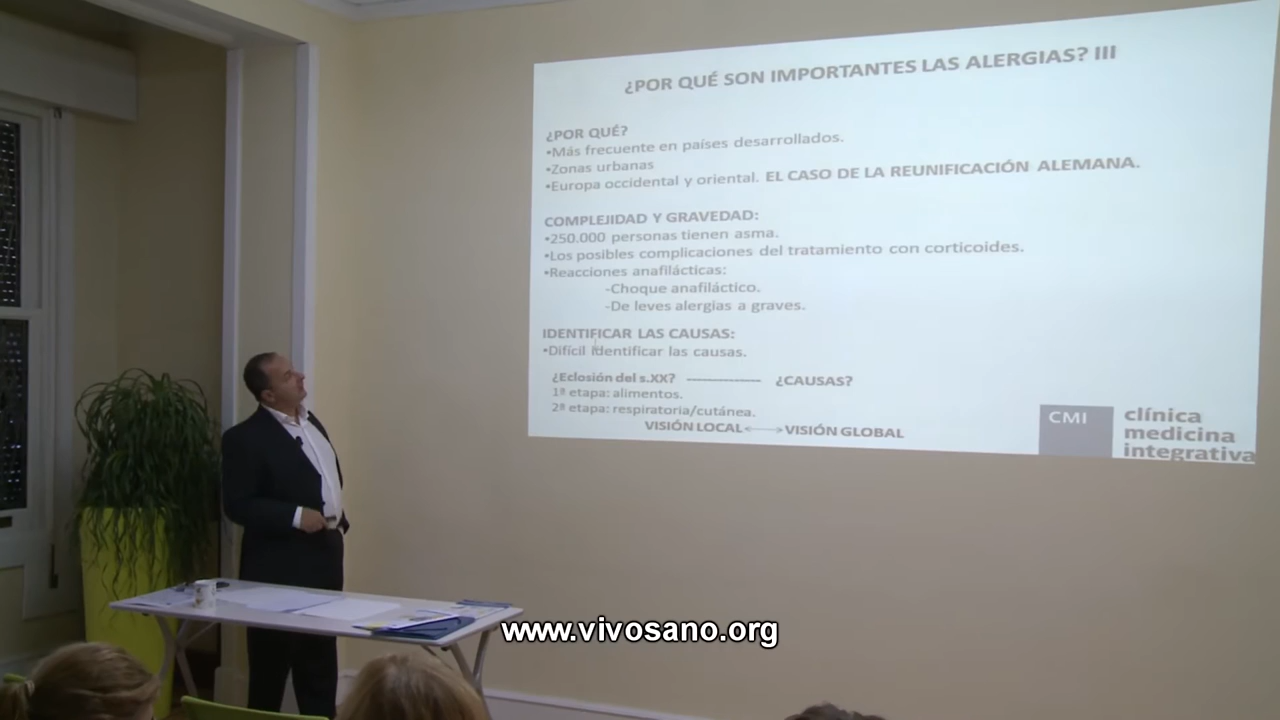 ¿POR QUÉ SON IMPORTANTES LAS ALERGIAS? III
¿POR QUÉ?
•Más frecuente en países desarrollados.
•Zonas urbanas
•Europa occidental y oriental. EL CASO DE LA REUNIFICACIÓN ALEMANA.
COMPLEJIDAD Y GRAVEDAD:
•250.000 personas tienen asma.
•Los posibles complicaciones del tratamiento con corticoides.
•Reacciones anafilácticas:
-Choque anafiláctico.
-De leves alergias a graves.
IDENTIFICAR LAS CAUSAS:
•Difícil identificar las causas.
¿Eclosión del s.XX? ---------------- ¿CAUSAS?
1ª etapa: alimentos.
2ª etapa: respiratoria/cutánea.
VISIÓN LOCAL <----> VISIÓN GLOBAL
CMI
clínica
medicina
integrativa
www.vivosano.org